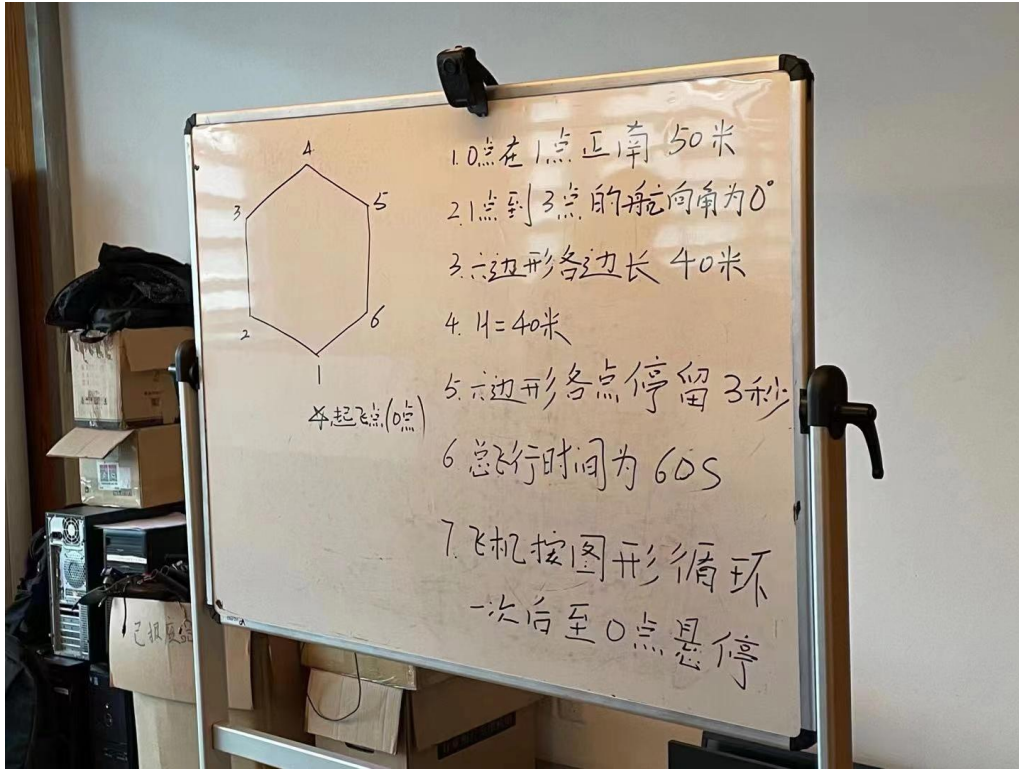 4
3
5
2
6
1
起飞点(0点)
1. 0点在1点正南 50米
2. 1点到3点的航向角为0°
3. 六边形各边长 40米
4. H=40米
5. 六边形各点停留3秒
6 总飞行时间为 60S
7. 飞机按图形循环
一次后至0点悬停